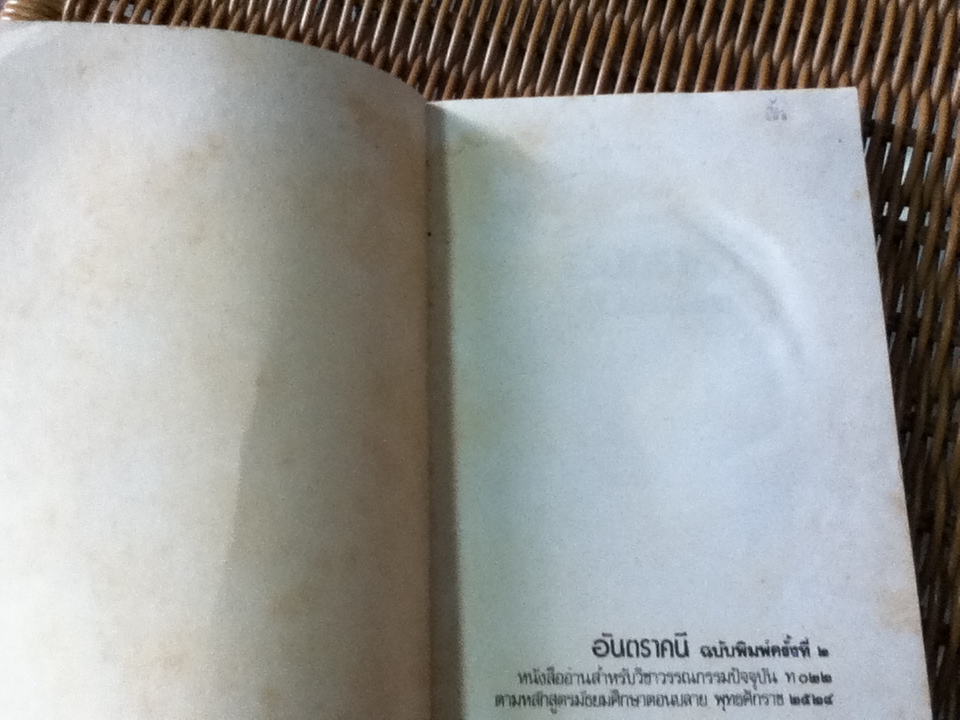 อันตราคนี ฉบับพิมพ์ครั้งที่ ๒
หนังสืออ่านสำหรับวิชาวรรณกรรมปัจจุบัน ท ๐๒๒
ตามหลักสูตรมัธยมศึกษาตอนปลาย พุทธศักราช ๒๕๒๔